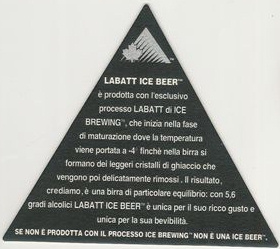 LABATT ICE BEER™
è prodotta con l'esclusivo
processo LABATT di ICE
BREWING™, che inizia nella fase
di maturazione dove la temperatura
viene portata a -4° finchè nella birra si
formano dei leggeri cristalli di ghiaccio che
vengono poi delicatamente rimossi. Il risultato,
crediamo, è una birra di particolare equilibrio: con 5,6
gradi alcolici LABATT ICE BEER™ è unica per il suo ricco gusto e
unica per la sua bevibilità.
SE NON È PRODOTTA CON IL PROCESSO ICE BREWING™ NON È UNA ICE BEER™.